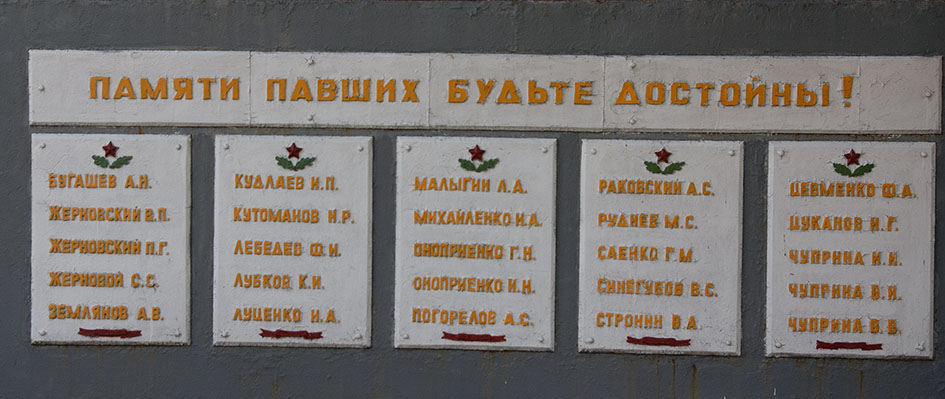 ПАМЯТИ ПАВШИХ БУДЬТЕ ДОСТОЙНЫ!
БУГАШЕВ А.Н.
ЖЕРНОВСКИЙ В.П.
ЖЕРНОВСКИЙ П.Г.
ЖЕРНОВОЙ С.С.
ЗЕМЛЯНОВ А.В.
КУДЛАЕВ И.П.
КУТОМАНОВ И.Р.
ЛЕБЕДЕВ Ф.И.
ЛУБКОВ К.И.
ЛУЦЕНКО И.А.
МАЛЫГИН Л.А.
МИХАЙЛЕНКО И.А.
ОНОПРИЕНКО Г.Н.
ОНОПРИЕНКО И.Н.
ПОГОРЕЛОВ А.С.
РАКОВСКИЙ А.С.
РУДНЕВ М.С.
САЕНКО Г.М.
СИНЕГУБОВ В.С.
СТРОНИН В.А.
ЦЕВМЕНКО Ф.А.
ЦУКАНОВ И.Г.
ЧУПРИНА И.И.
ЧУПРИНА В.И.
ЧУПРИНА В.В.